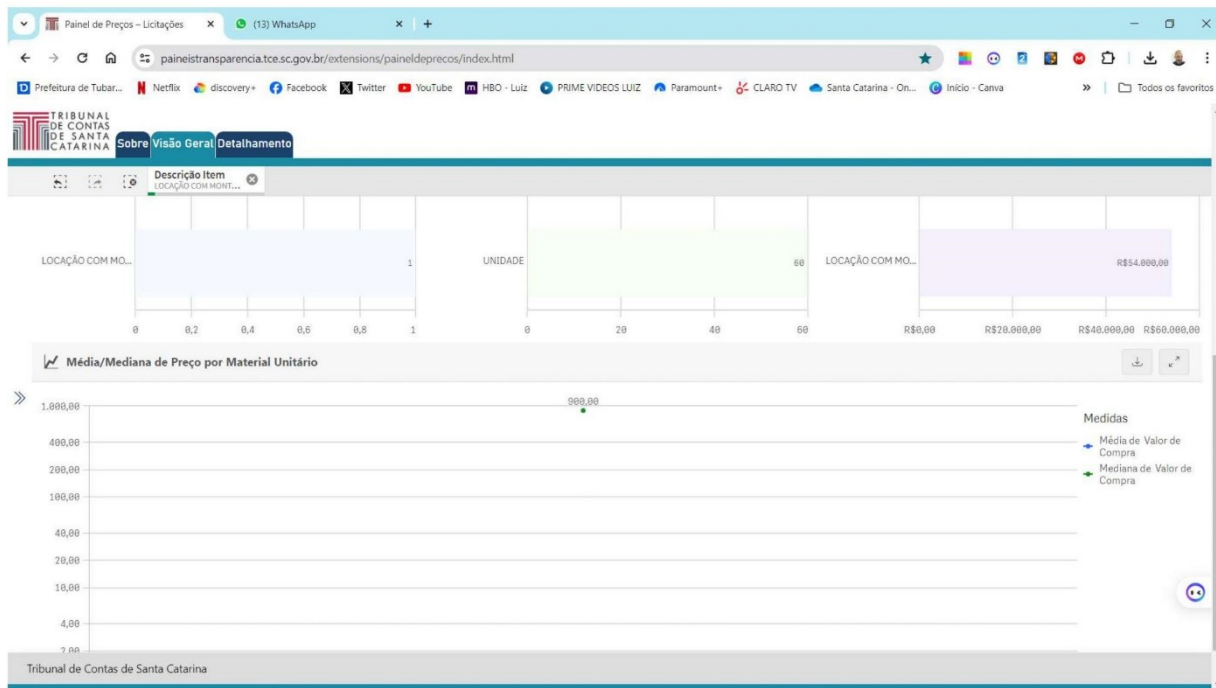 Painel de Preços – Licitações
(13) WhatsApp
paineistransparencia.tce.sc.gov.br/extensions/paineldeprecos/index.html
Prefeitura de Tubar...
Netflix
discovery+
Facebook
Twitter
YouTube
HBO - Luiz
PRIME VIDEOS LUIZ
Paramount+
CLARO TV
Santa Catarina - On...
Início - Canva
Todos os favoritos
TRIBUNAL
DE CONTAS
DE SANTA
CATARINA
Sobre
Visão Geral
Detalhamento
Descrição Item
LOCAÇÃO COM MONT...
LOCAÇÃO COM MO...
1
0
0,2
0,4
0,6
0,8
1
UNIDADE
60
0
20
40
60
LOCAÇÃO COM MO...
R$54.000,00
R$0,00
R$20.000,00
R$40.000,00
R$60.000,00
Média/Mediana de Preço por Material Unitário
900,00
1.000,00
400,00
200,00
100,00
40,00
20,00
10,00
4,00
2,00
Medidas
Média de Valor de
Compra
Mediana de Valor de
Compra
Tribunal de Contas de Santa Catarina